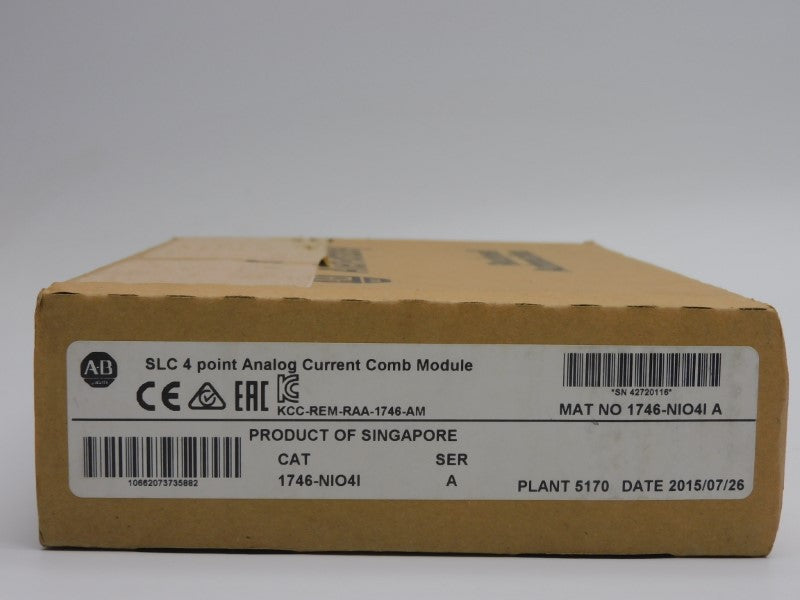 A·B
SLC 4 point Analog Current Comb Module
CE EAC
KCC-REM-RAA-1746-AM
*SN 42720116*
MAT NO 1746-NIO4I A
PRODUCT OF SINGAPORE
10662073735882
CAT SER
1746-NIO4I A
PLANT 5170 DATE 2015/07/26